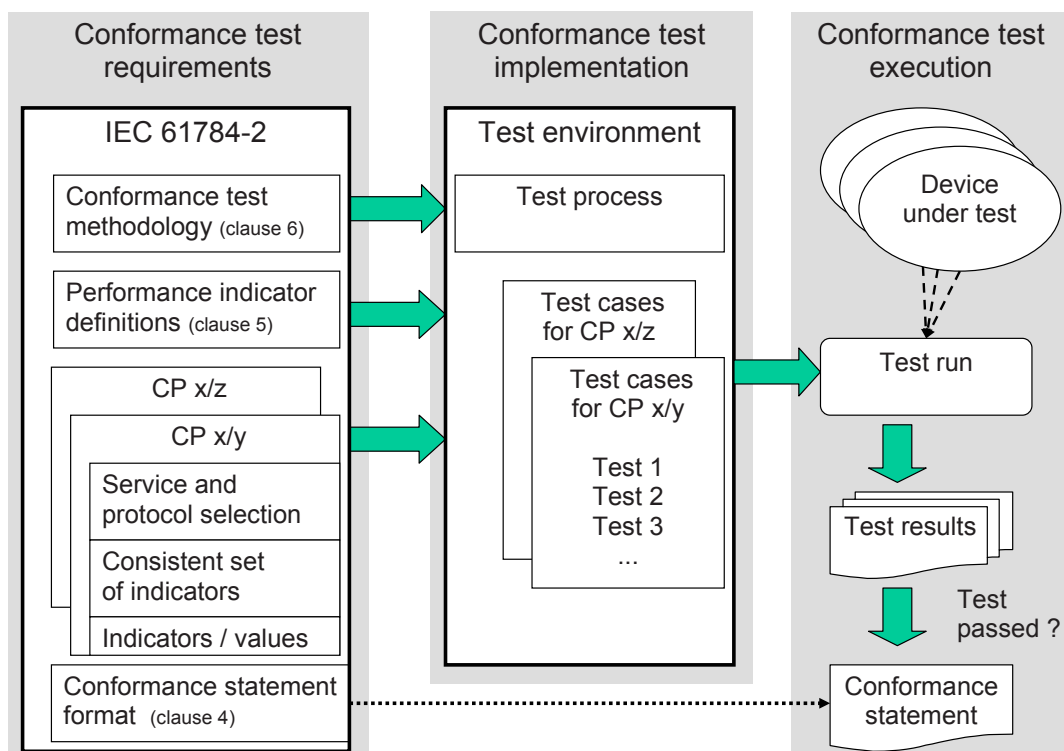 Conformance test
requirements
IEC 61784-2
Conformance test
methodology (clause 6)
Performance indicator
definitions (clause 5)
CP x/z
CP x/y
Service and
protocol selection
Consistent set
of indicators
Indicators / values
Conformance statement
format (clause 4)
Conformance test
implementation
Test environment
Test process
Test cases
for CP x/z
Test cases
for CP x/y
Test 1
Test 2
Test 3
...
Conformance test
execution
Device
under test
Test run
Test results
Test
passed ?
Conformance
statement